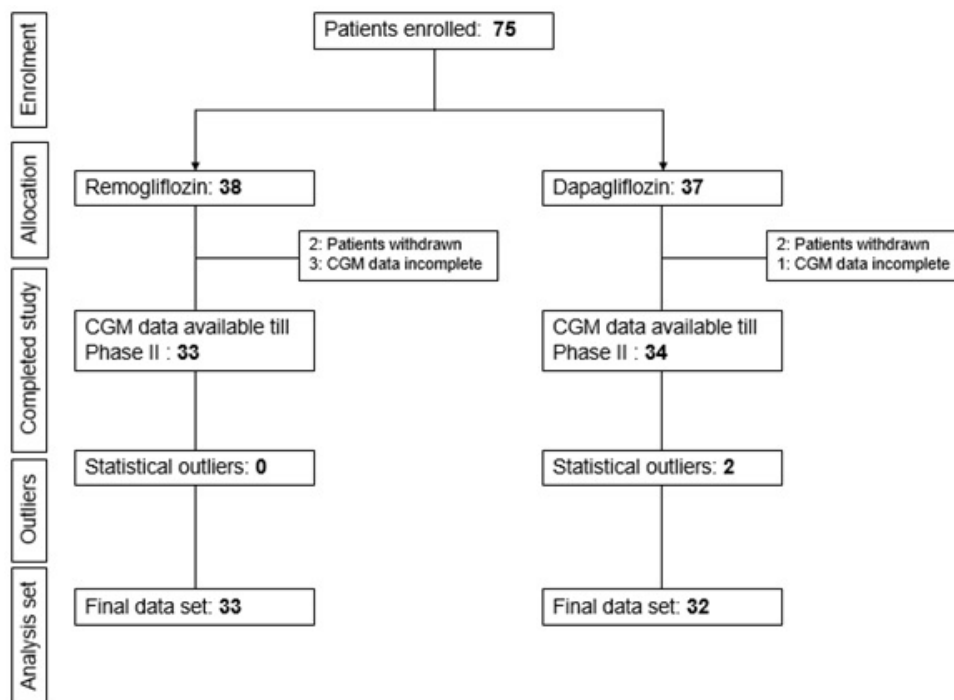 Enrolment
Patients enrolled: 75
Allocation
Remogliflozin: 38
Dapagliflozin: 37
2: Patients withdrawn
3: CGM data incomplete
2: Patients withdrawn
1: CGM data incomplete
Completed study
CGM data available till
Phase II : 33
CGM data available till
Phase II : 34
Outliers
Statistical outliers: 0
Statistical outliers: 2
Analysis set
Final data set: 33
Final data set: 32